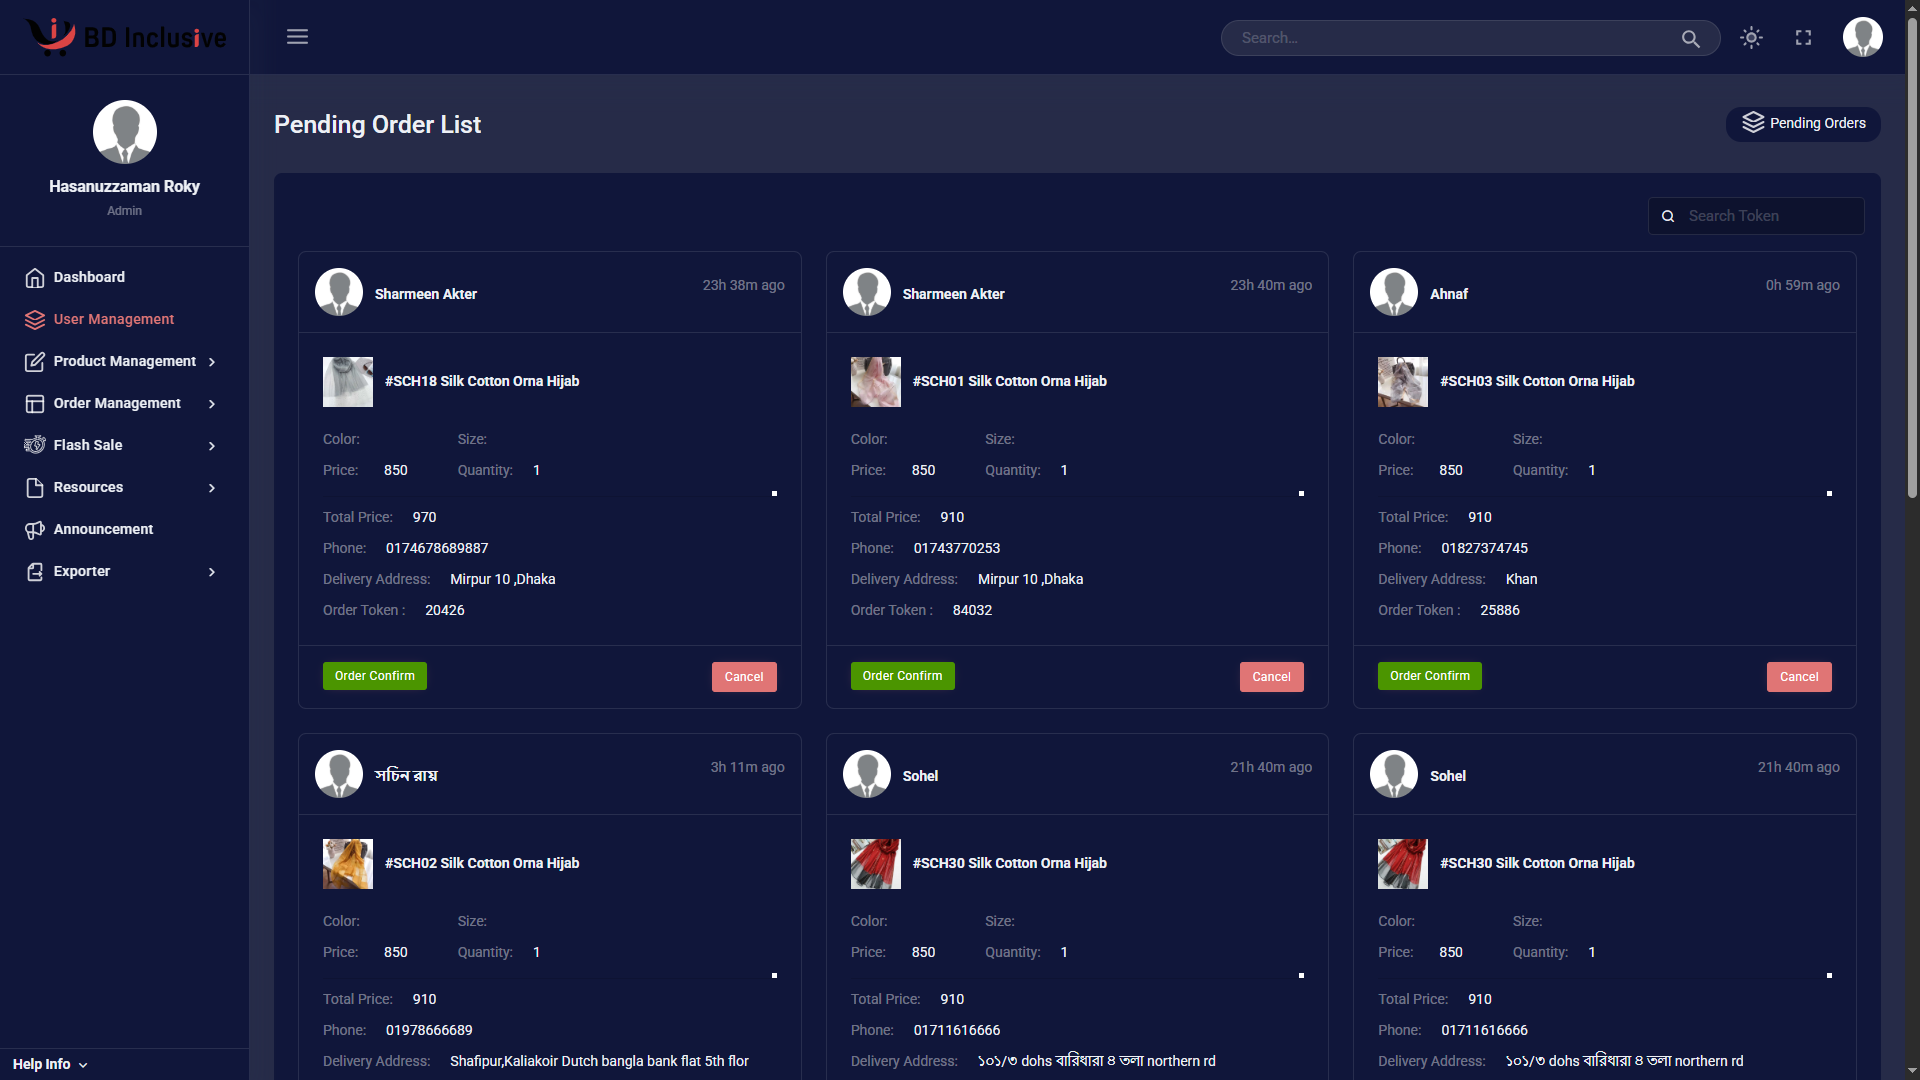 BD Inclusive
Search...
Hasanuzzaman Roky
Admin
Dashboard
User Management
Product Management
Order Management
Flash Sale
Resources
Announcement
Exporter
Help Info
Pending Order List
Pending Orders
Search Token
Sharmeen Akter
23h 38m ago
#SCH18 Silk Cotton Orna Hijab
Color: Size:
Price: 850 Quantity: 1
Total Price: 970
Phone: 0174678689887
Delivery Address: Mirpur 10 ,Dhaka
Order Token : 20426
Order Confirm Cancel
Sharmeen Akter
23h 40m ago
#SCH01 Silk Cotton Orna Hijab
Color: Size:
Price: 850 Quantity: 1
Total Price: 910
Phone: 01743770253
Delivery Address: Mirpur 10 ,Dhaka
Order Token : 84032
Order Confirm Cancel
Ahnaf
0h 59m ago
#SCH03 Silk Cotton Orna Hijab
Color: Size:
Price: 850 Quantity: 1
Total Price: 910
Phone: 01827374745
Delivery Address: Khan
Order Token : 25886
Order Confirm Cancel
সচিন রায়
3h 11m ago
#SCH02 Silk Cotton Orna Hijab
Color: Size:
Price: 850 Quantity: 1
Total Price: 910
Phone: 01978666689
Delivery Address: Shafipur,Kaliakoir Dutch bangla bank flat 5th flor
Sohel
21h 40m ago
#SCH30 Silk Cotton Orna Hijab
Color: Size:
Price: 850 Quantity: 1
Total Price: 910
Phone: 01711616666
Delivery Address: ১০১/৩ dohs বারিধারা ৪ তলা northern rd
Sohel
21h 40m ago
#SCH30 Silk Cotton Orna Hijab
Color: Size:
Price: 850 Quantity: 1
Total Price: 910
Phone: 01711616666
Delivery Address: ১০১/৩ dohs বারিধারা ৪ তলা northern rd